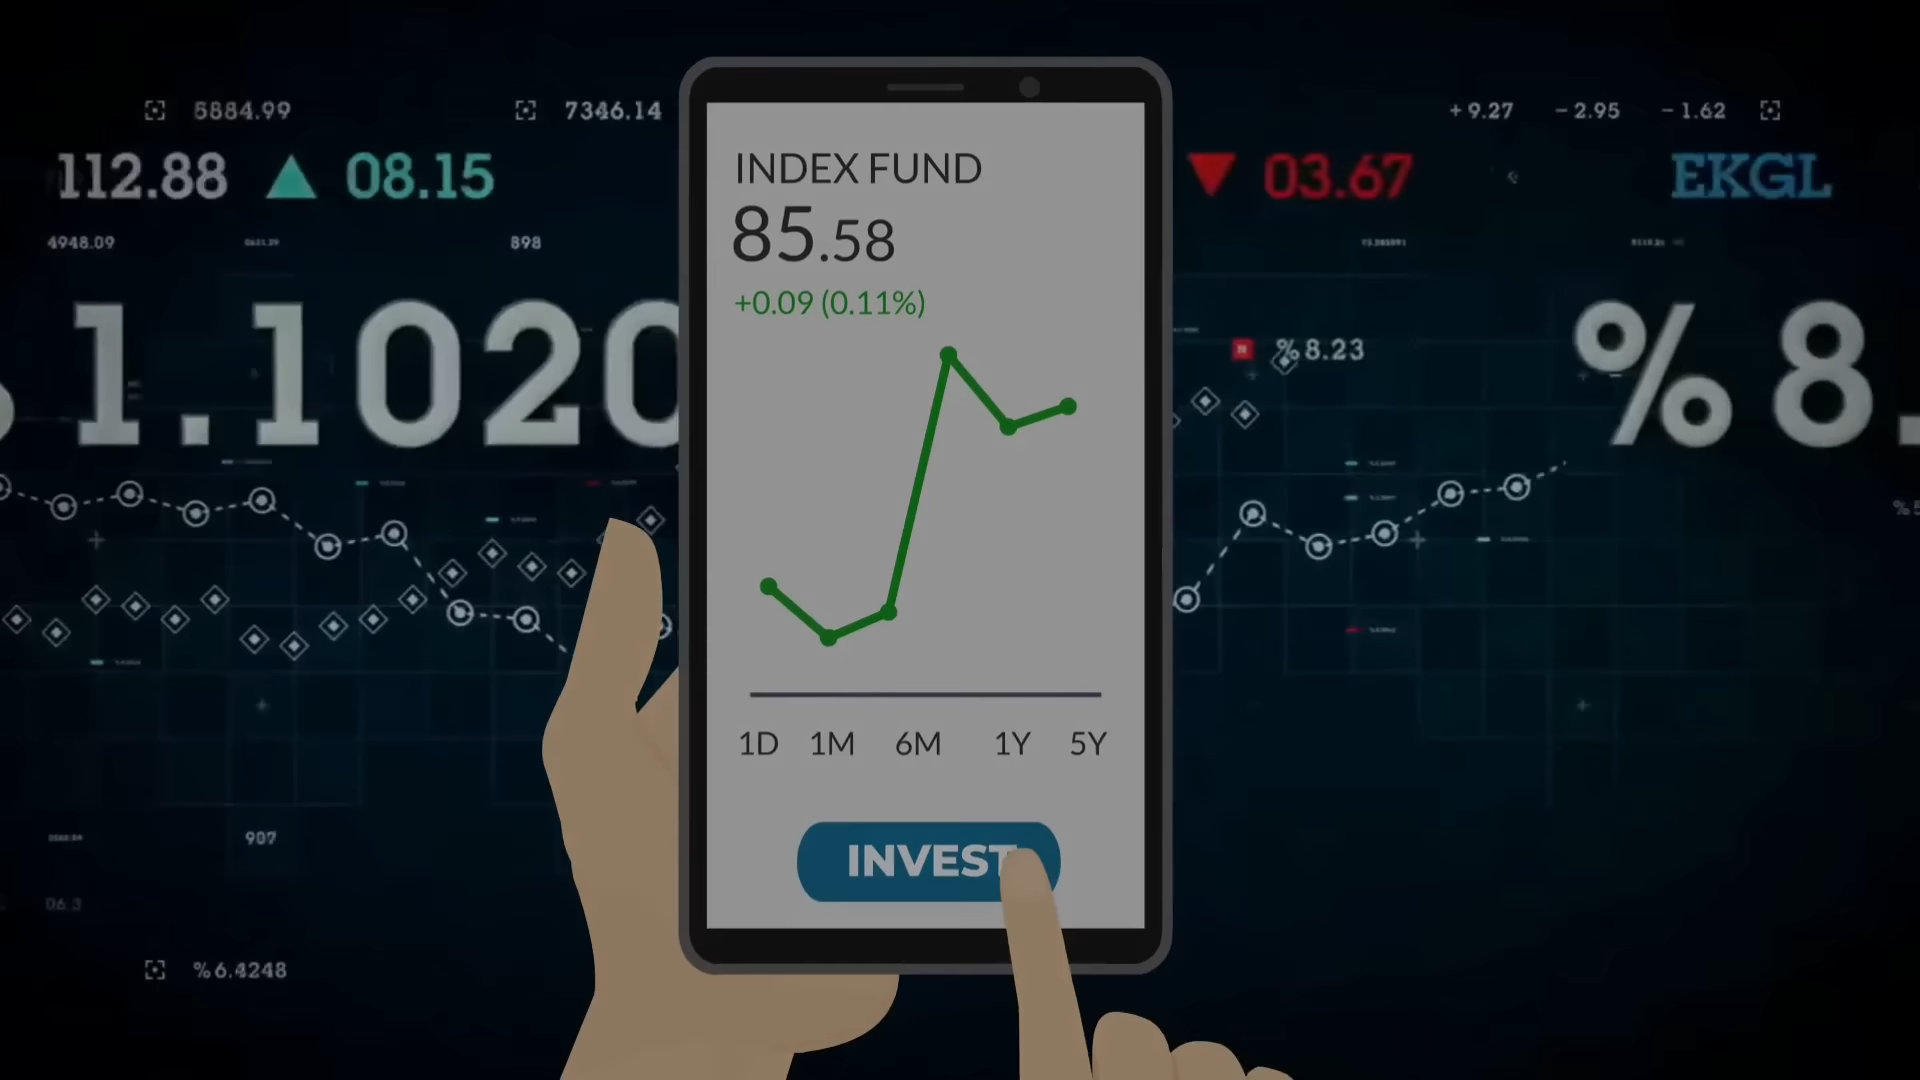 5884.99 7346.14 +9.27 -2.95 -1.62
112.88 ▲ 08.15 ▼ 03.67 EKGL
4948.09 898
1.1020 %8.
%8.23
INDEX FUND
85.58
+0.09 (0.11%)
1D 1M 6M 1Y 5Y
INVEST
907
06.3
%6.4248